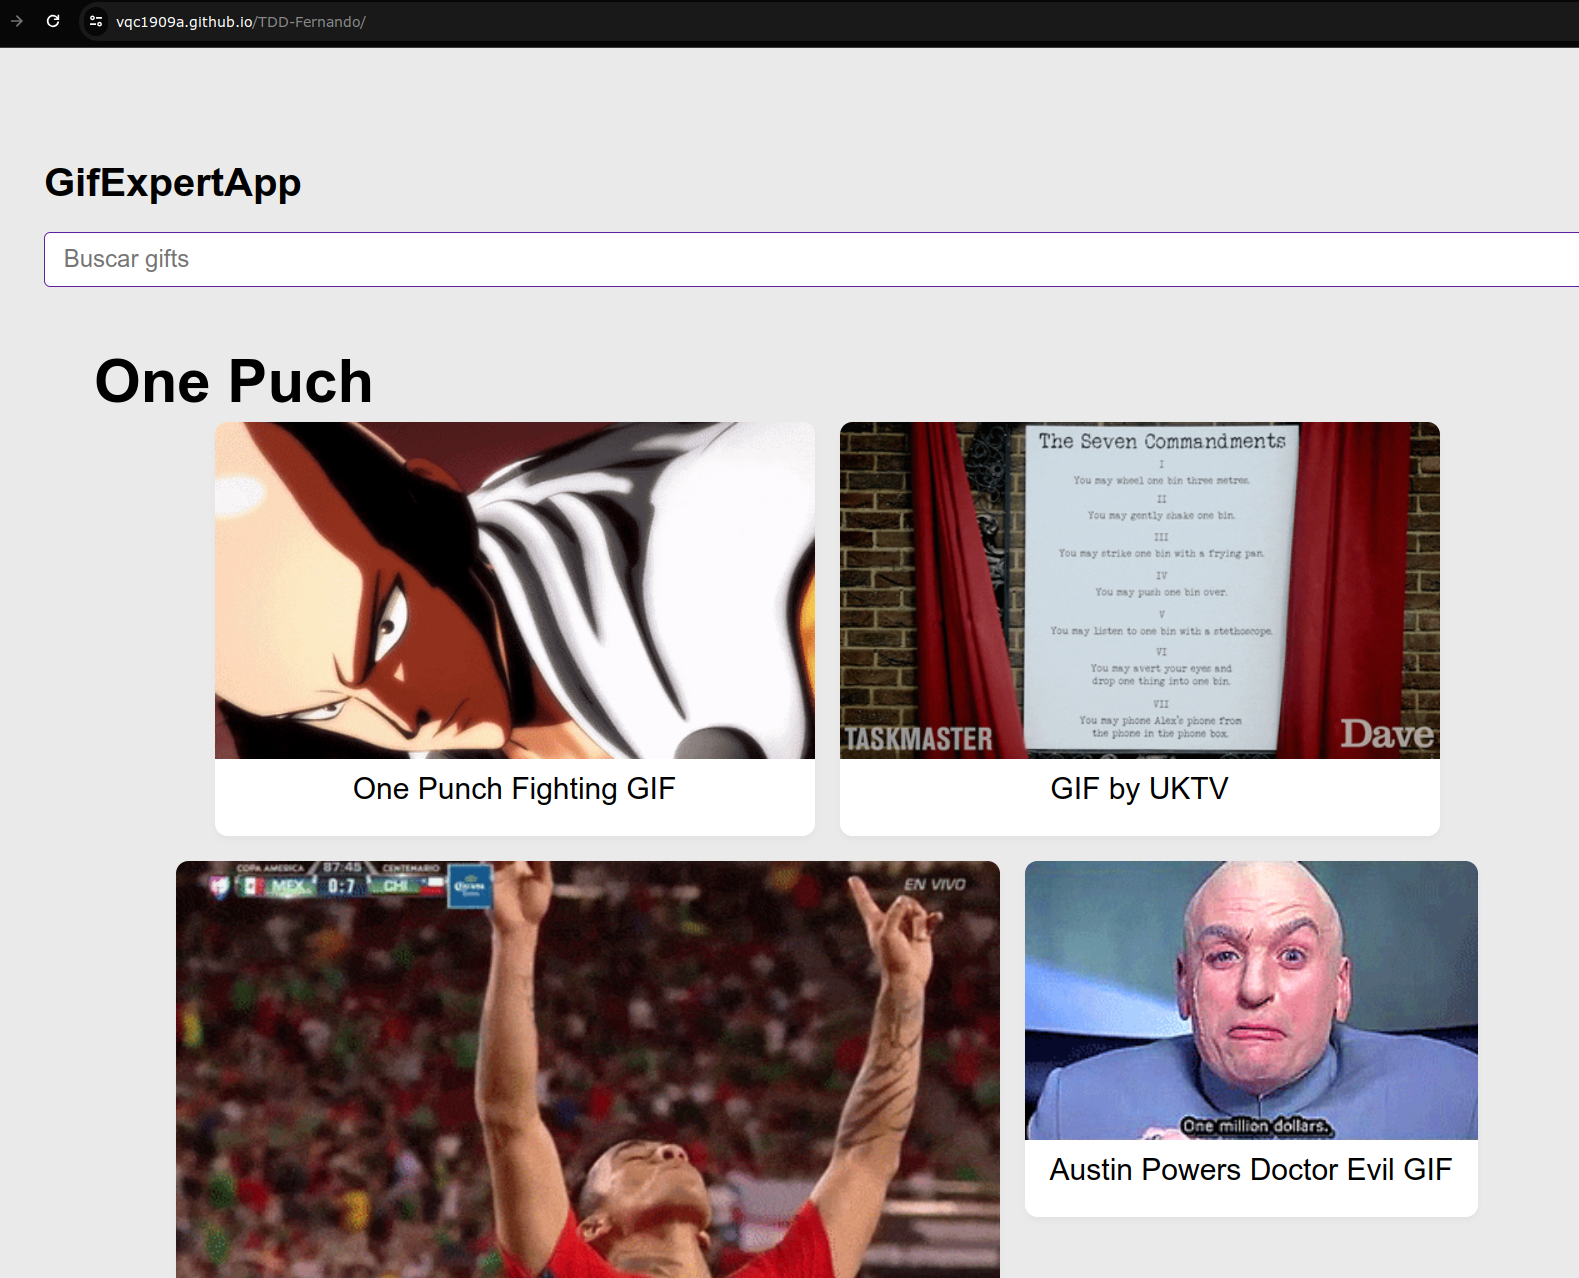 vqc1909a.github.io/TDD-Fernando/
GifExpertApp
Buscar gifts
One Puch
The Seven Commandments
I
You may wheel one bin three metres.
II
You may gently shake one bin.
III
You may strike one bin with a frying pan.
IV
You may push one bin over.
V
You may listen to one bin with a stethoscope.
VI
You may avert your eyes and
drop one thing into one bin.
VII
You may phone Alex's phone from
the phone in the phone box.
TASKMASTER
Dave
One Punch Fighting GIF
GIF by UKTV
COPA AMERICA 87:45 CENTENARIO
MEX 0:7 CHI
Corona
EN VIVO
One million dollars.
Austin Powers Doctor Evil GIF